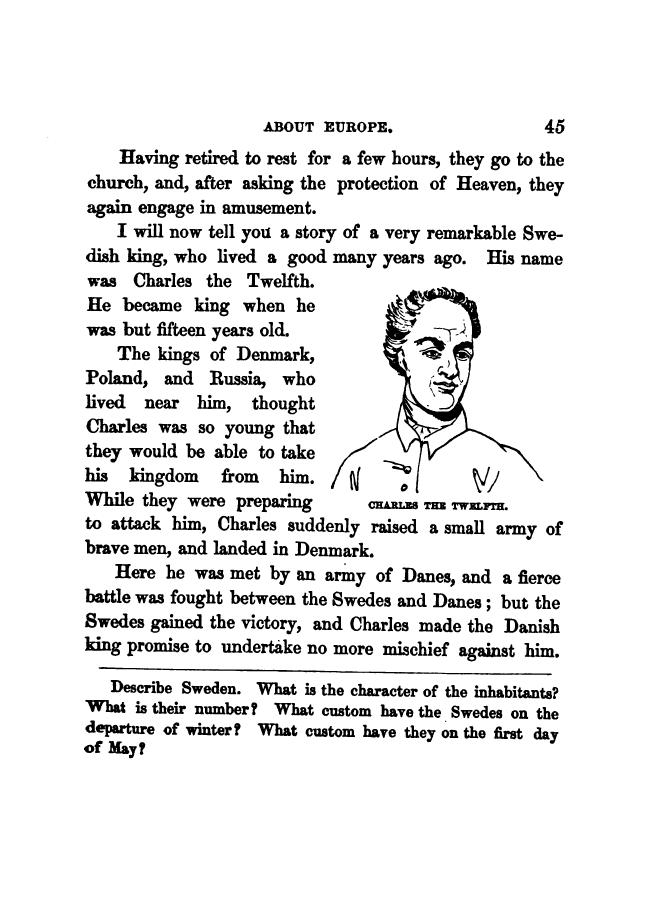 ABOUT EUROPE. 45
Having retired to rest for a few hours, they go to the
church, and, after asking the protection of Heaven, they
again engage in amusement.
I will now tell you a story of a very remarkable Swe-
dish king, who lived a good many years ago. His name
was Charles the Twelfth.
He became king when he
was but fifteen years old.
The kings of Denmark,
Poland, and Russia, who
lived near him, thought
Charles was so young that
they would be able to take
his kingdom from him.
While they were preparing
CHARLES THE TWELFTH.
to attack him, Charles suddenly raised a small army of
brave men, and landed in Denmark.
Here he was met by an army of Danes, and a fierce
battle was fought between the Swedes and Danes; but the
Swedes gained the victory, and Charles made the Danish
king promise to undertake no more mischief against him.
Describe Sweden. What is the character of the inhabitants?
What is their number? What custom have the Swedes on the
departure of winter? What custom have they on the first day
of May?